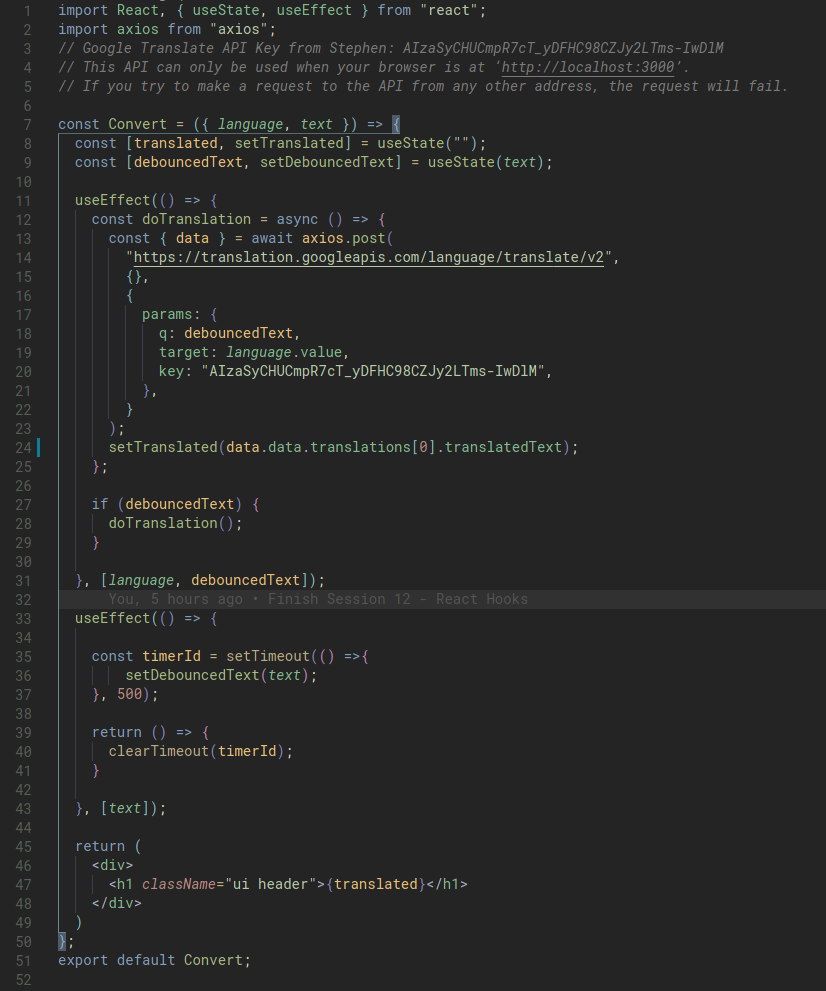 1 import React, { useState, useEffect } from "react";
2 import axios from "axios";
3 // Google Translate API Key from Stephen: AIzaSyCHUCmpR7cT_yDFHC98CZJy2LTms-IwDlM
4 // This API can only be used when your browser is at ‘http://localhost:3000’.
5 // If you try to make a request to the API from any other address, the request will fail.
6
7 const Convert = ({ language, text }) => {
8   const [translated, setTranslated] = useState("");
9   const [debouncedText, setDebouncedText] = useState(text);
10
11   useEffect(() => {
12     const doTranslation = async () => {
13       const { data } = await axios.post(
14         "https://translation.googleapis.com/language/translate/v2",
15         {},
16         {
17           params: {
18             q: debouncedText,
19             target: language.value,
20             key: "AIzaSyCHUCmpR7cT_yDFHC98CZJy2LTms-IwDlM",
21           },
22         }
23       );
24       setTranslated(data.data.translations[0].translatedText);
25     };
26
27     if (debouncedText) {
28       doTranslation();
29     }
30
31   }, [language, debouncedText]);
32       You, 5 hours ago • Finish Session 12 - React Hooks
33   useEffect(() => {
34
35     const timerId = setTimeout(() =>{
36         setDebouncedText(text);
37     }, 500);
38
39     return () => {
40       clearTimeout(timerId);
41     }
42
43   }, [text]);
44
45   return (
46     <div>
47       <h1 className="ui header">{translated}</h1>
48     </div>
49   )
50 };
51 export default Convert;
52